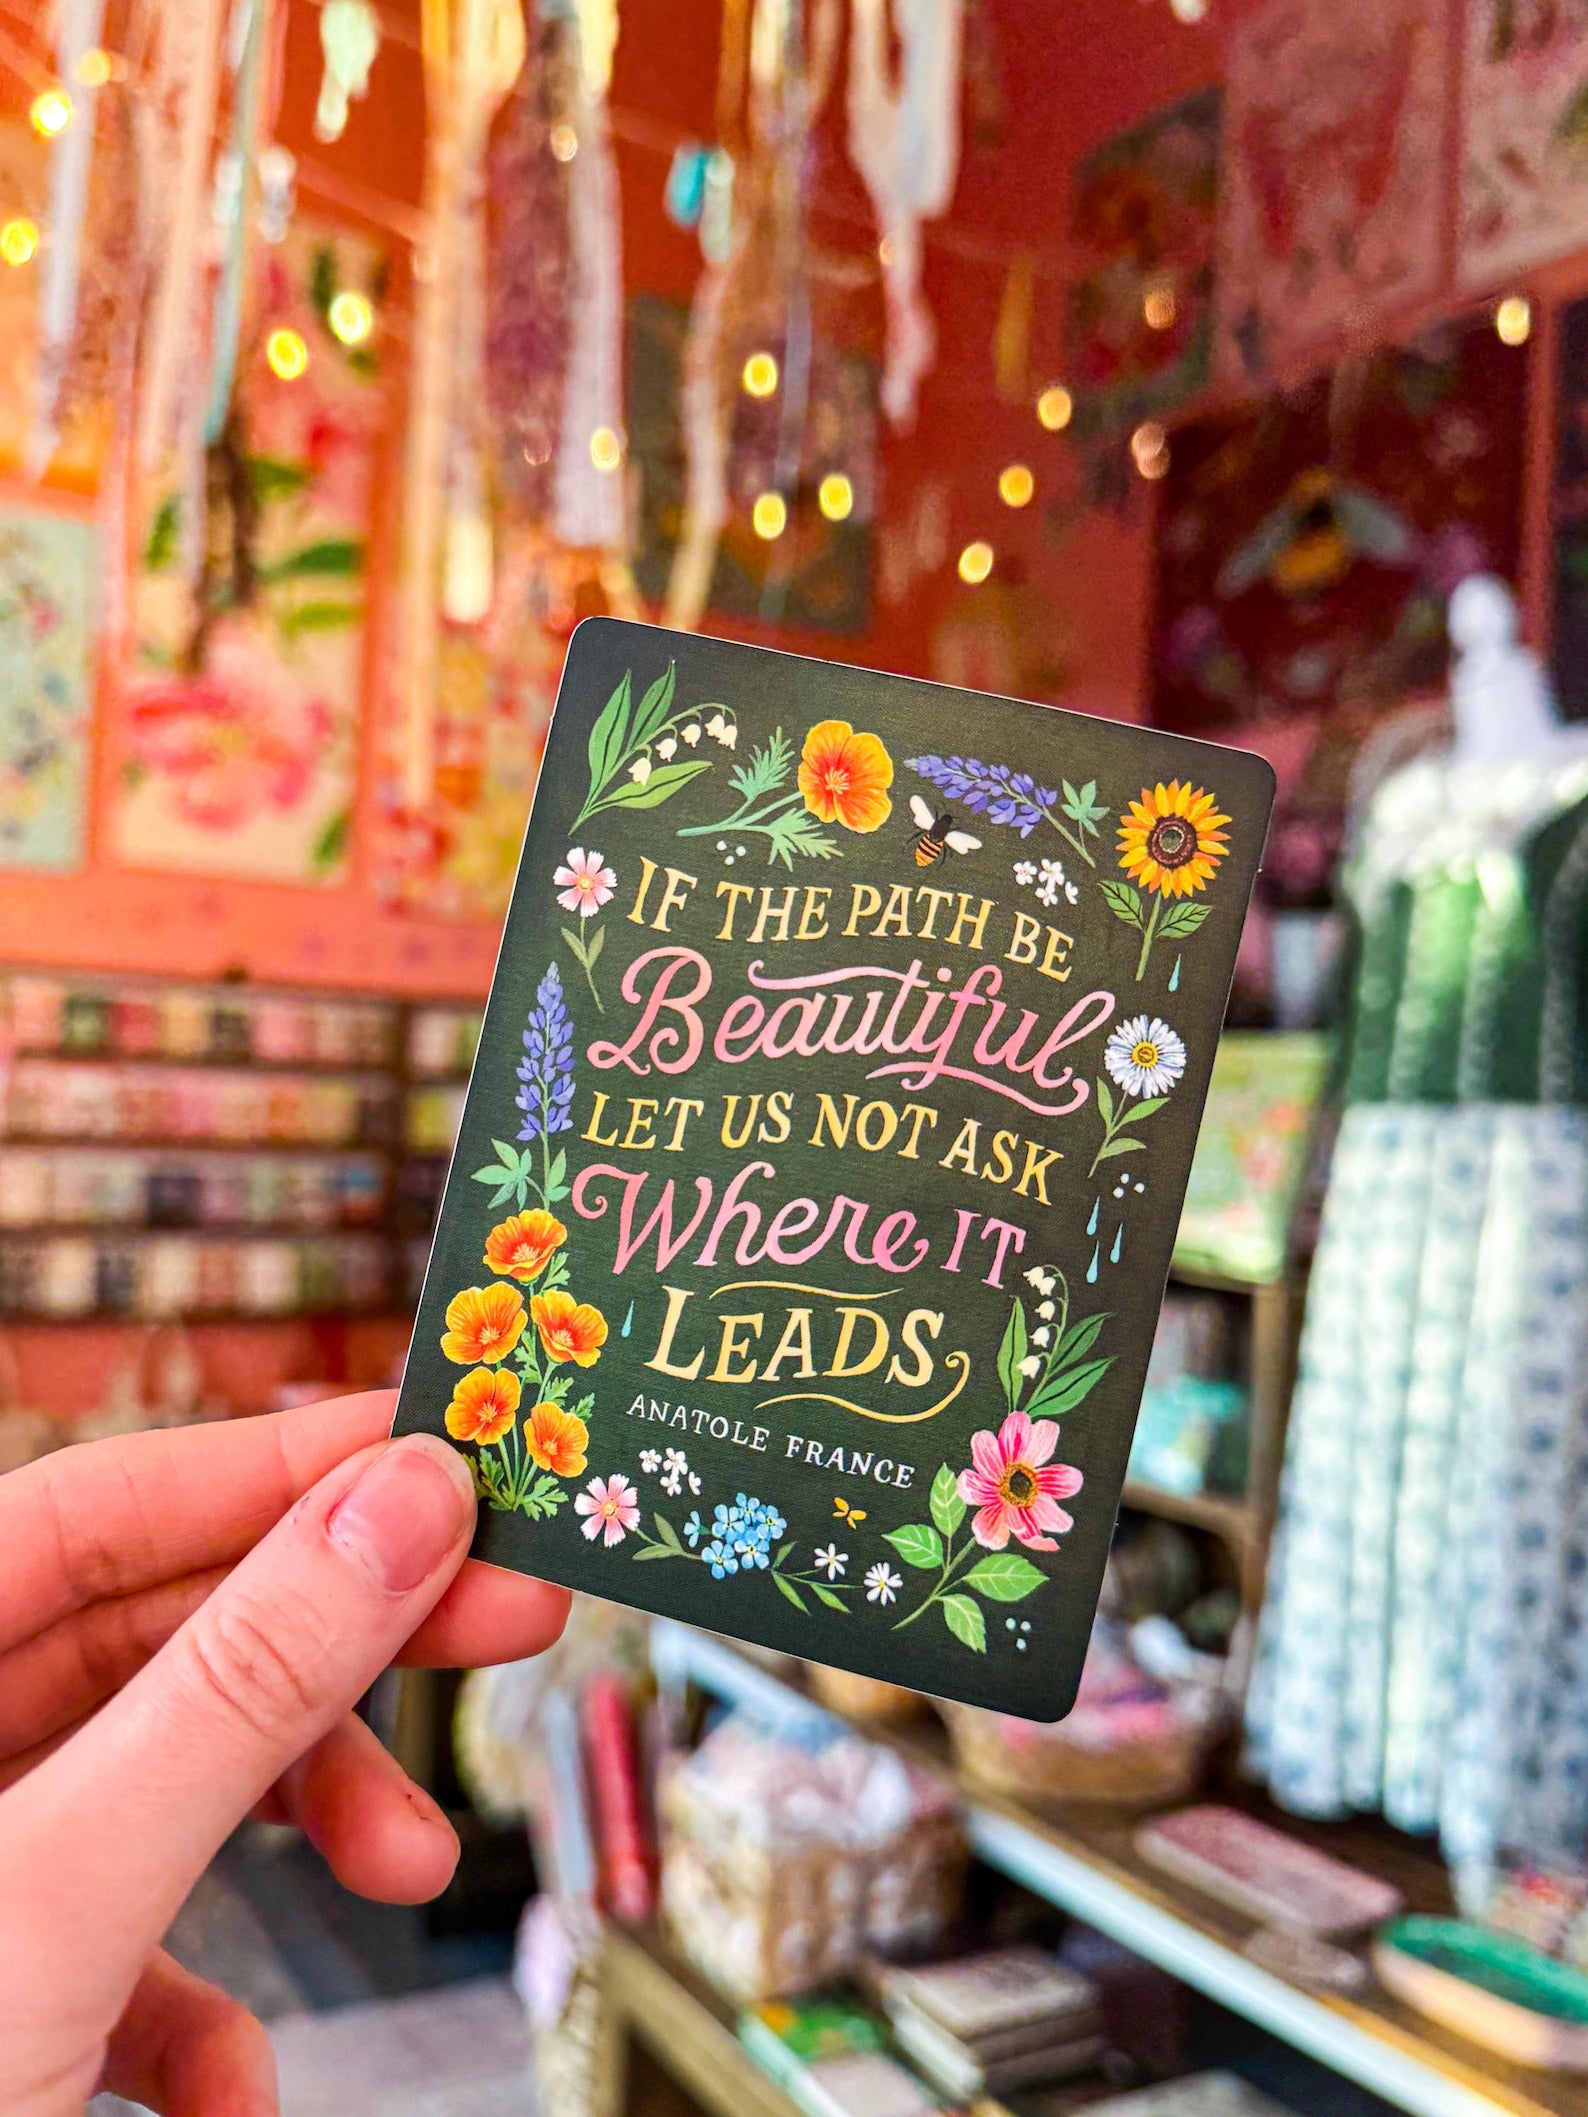 IF THE PATH BE
Beautiful
LET US NOT ASK
Where IT
LEADS
ANATOLE FRANCE